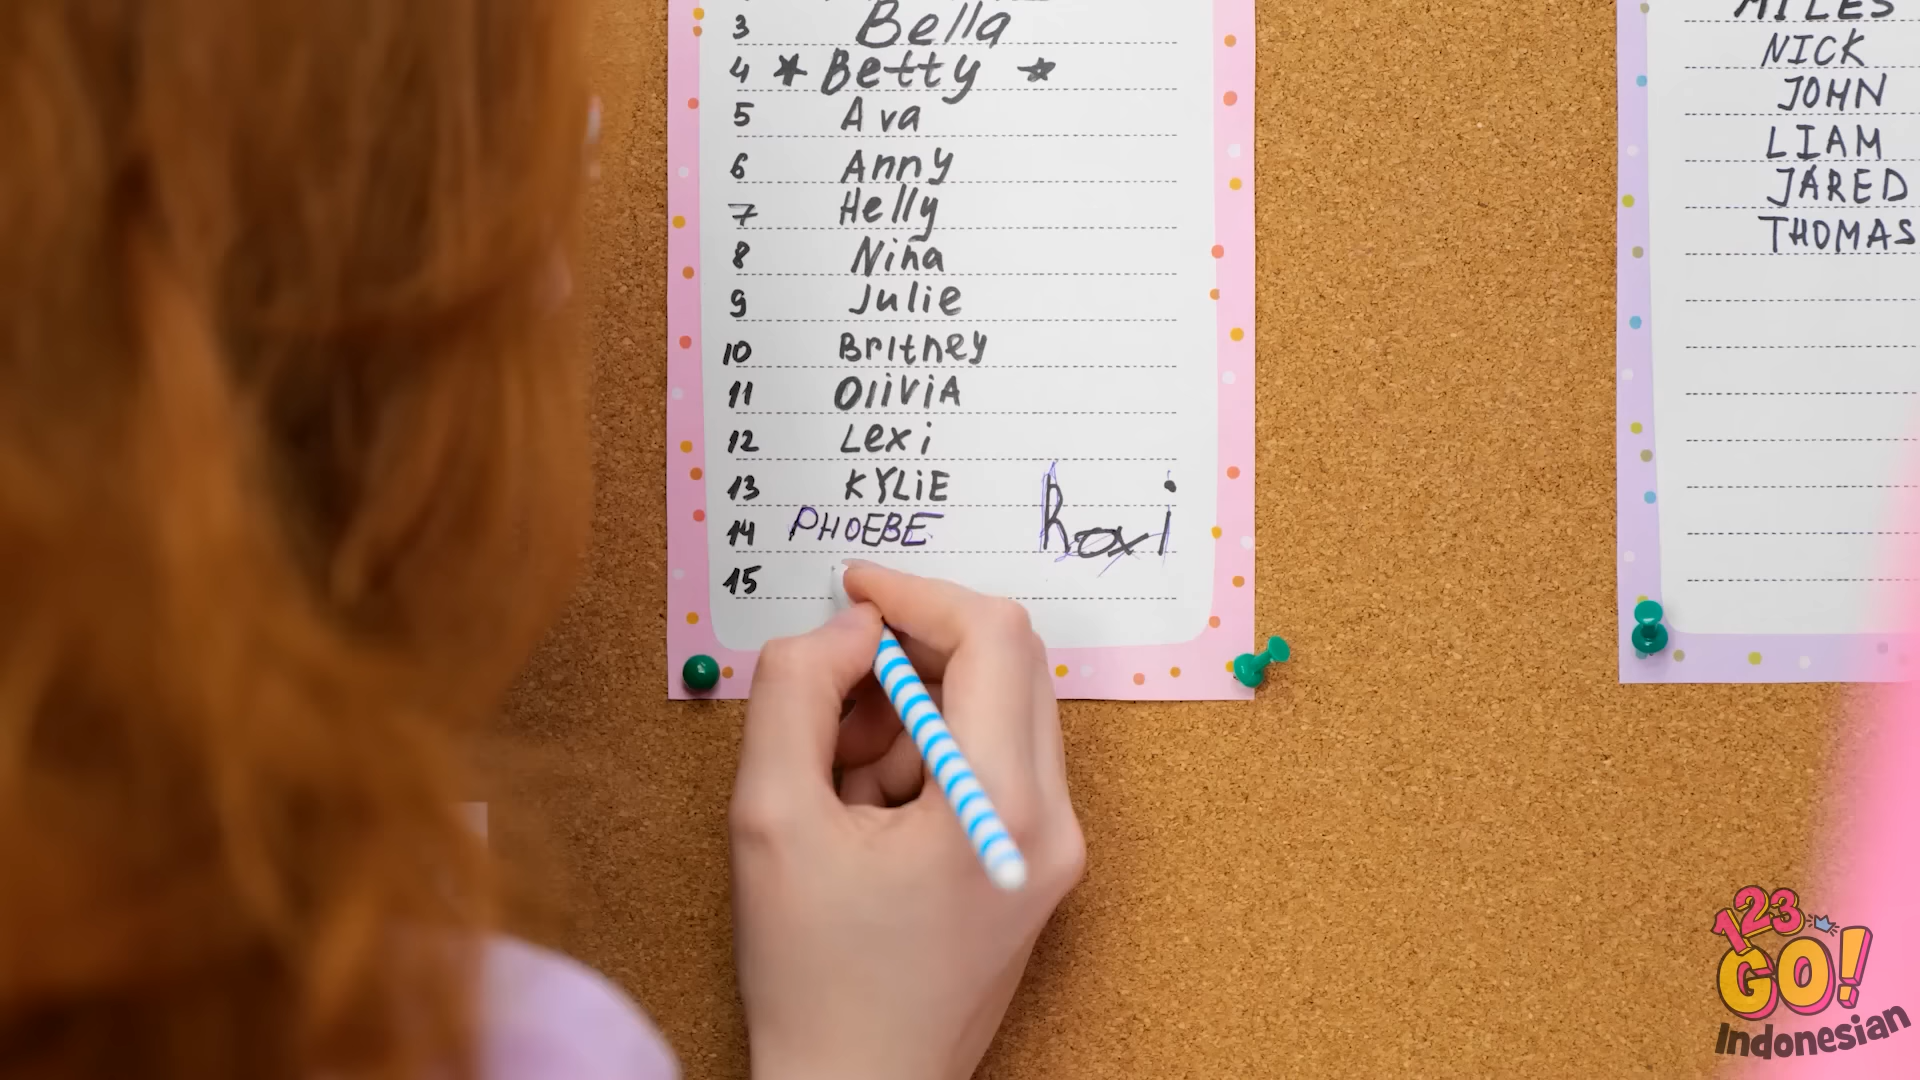 3 Bella
4 ★ Betty ★
5 Ava
6 Anny
7 Helly
8 Nina
9 Julie
10 Britney
11 OliviA
12 Lexi
13 KYLiE
14 PHOEBE Roxi
15
MILES
NICK
JOHN
LIAM
JARED
THOMAS
123
GO!
Indonesian